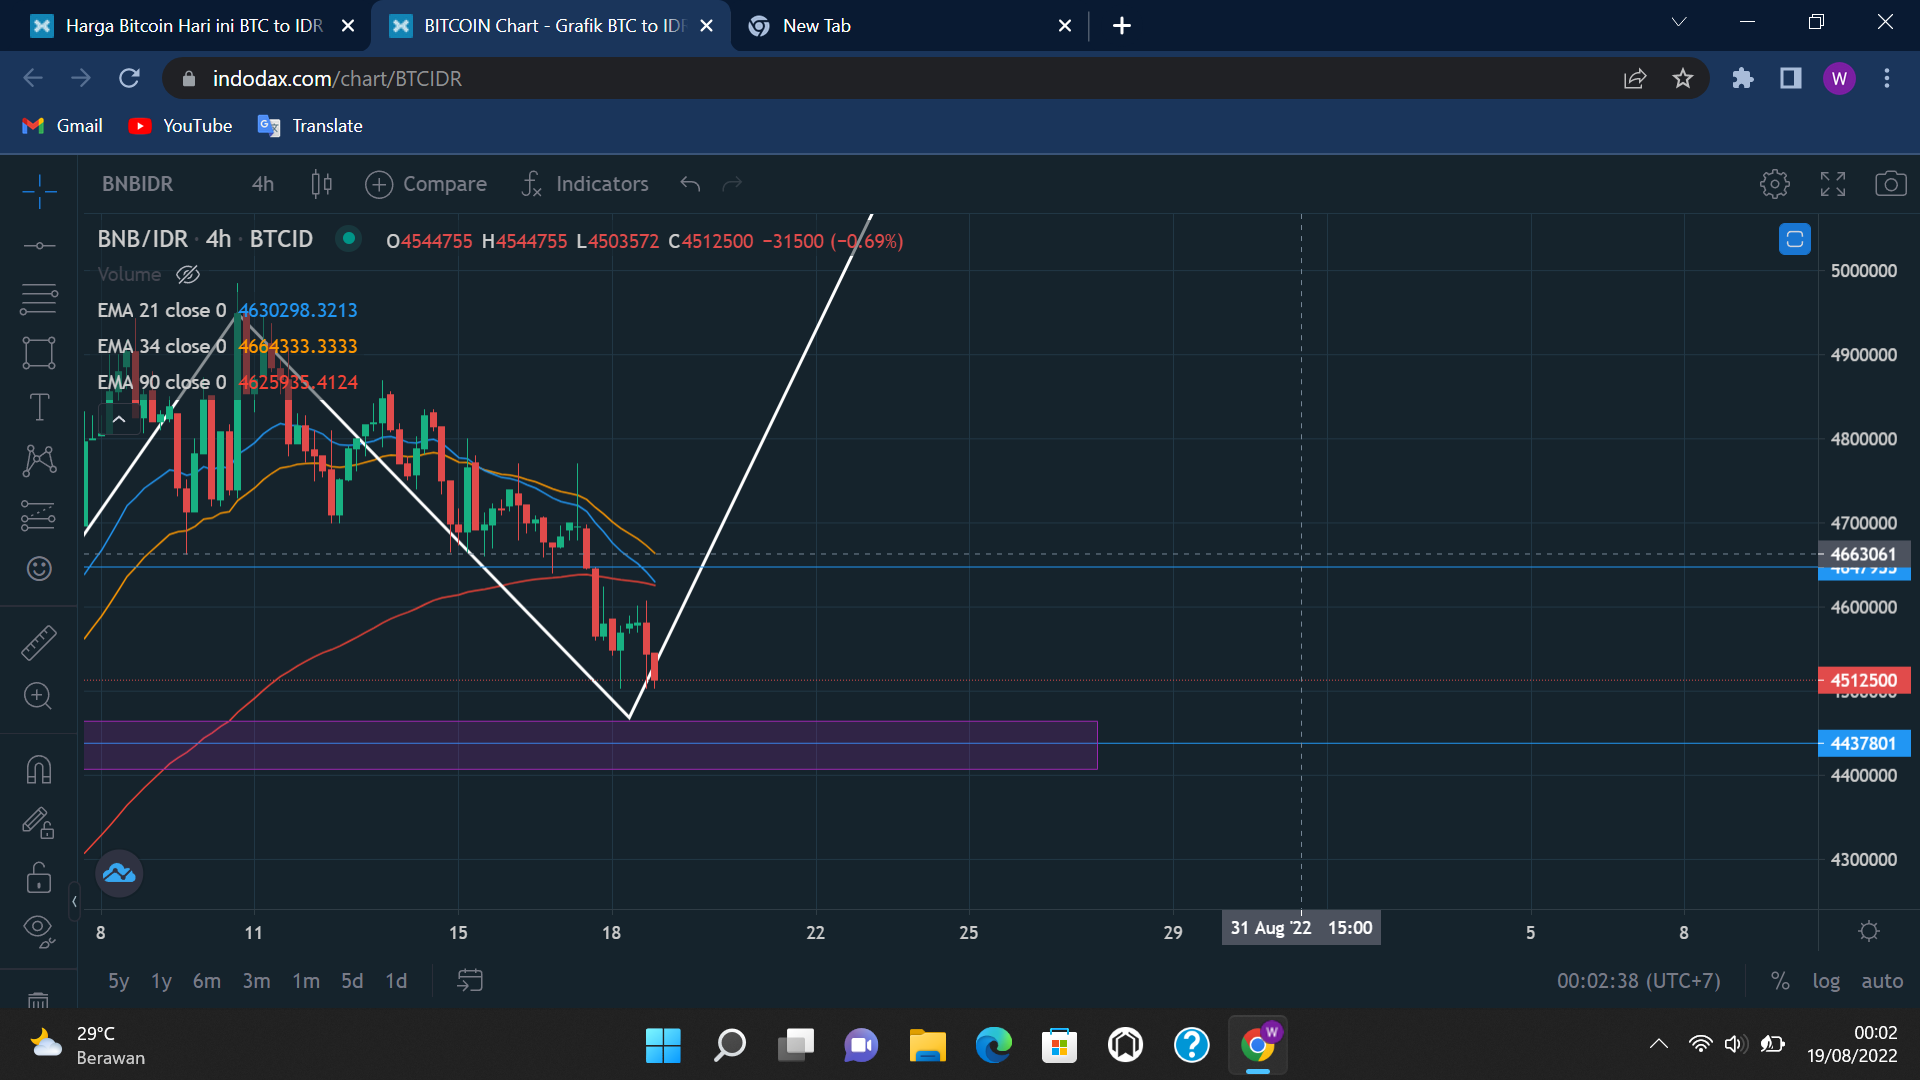 Harga Bitcoin Hari ini BTC to IDR
BITCOIN Chart - Grafik BTC to IDR
New Tab
indodax.com/chart/BTCIDR
W
Gmail
YouTube
Translate
BNBIDR
4h
Compare
Indicators
BNB/IDR · 4h · BTCID
O4544755 H4544755 L4503572 C4512500 −31500 (−0.69%)
Volume
EMA 21 close 0 4630298.3213
EMA 34 close 0 4664333.3333
EMA 90 close 0 4625935.4124
5000000
4900000
4800000
4700000
4663061
4600000
4512500
4437801
4400000
4300000
8
11
15
18
22
25
29
31 Aug '22 15:00
5
8
5y
1y
6m
3m
1m
5d
1d
00:02:38 (UTC+7)
%
log
auto
29°C
Berawan
W
00:02
19/08/2022